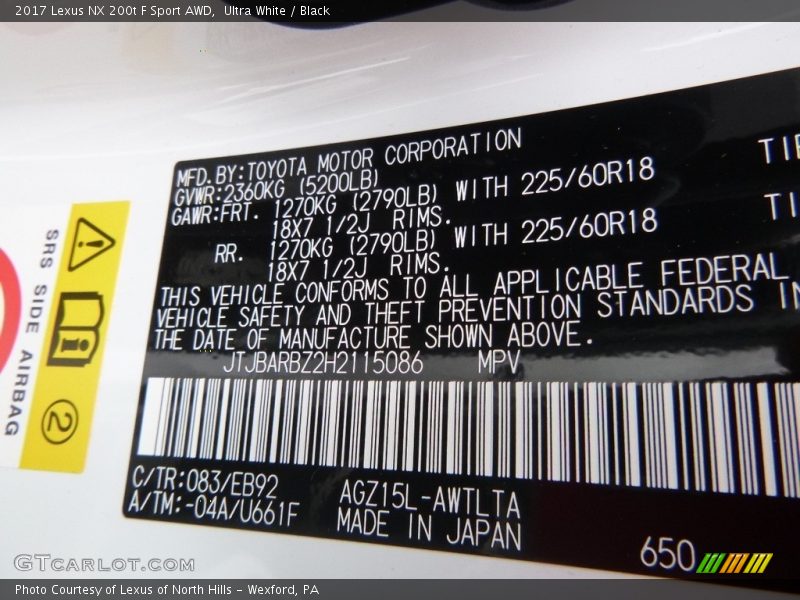 2017 Lexus NX 200t F Sport AWD, Ultra White / Black
MFD.BY:TOYOTA MOTOR CORPORATION
GVWR:2360KG (5200LB)
GAWR:FRT. 1270KG (2790LB) WITH 225/60R18
18X7 1/2J RIMS.
RR. 1270KG (2790LB) WITH 225/60R18
18X7 1/2J RIMS.
THIS VEHICLE CONFORMS TO ALL APPLICABLE FEDERAL
VEHICLE SAFETY AND THEFT PREVENTION STANDARDS
THE DATE OF MANUFACTURE SHOWN ABOVE.
JTJBARBZ2H2115086 MPV
C/TR:083/EB92
A/TM:-04A/U661F
AGZ15L-AWTLTA
MADE IN JAPAN
650
SRS SIDE AIRBAG
2
GTcarlot.com
Photo Courtesy of Lexus of North Hills - Wexford, PA